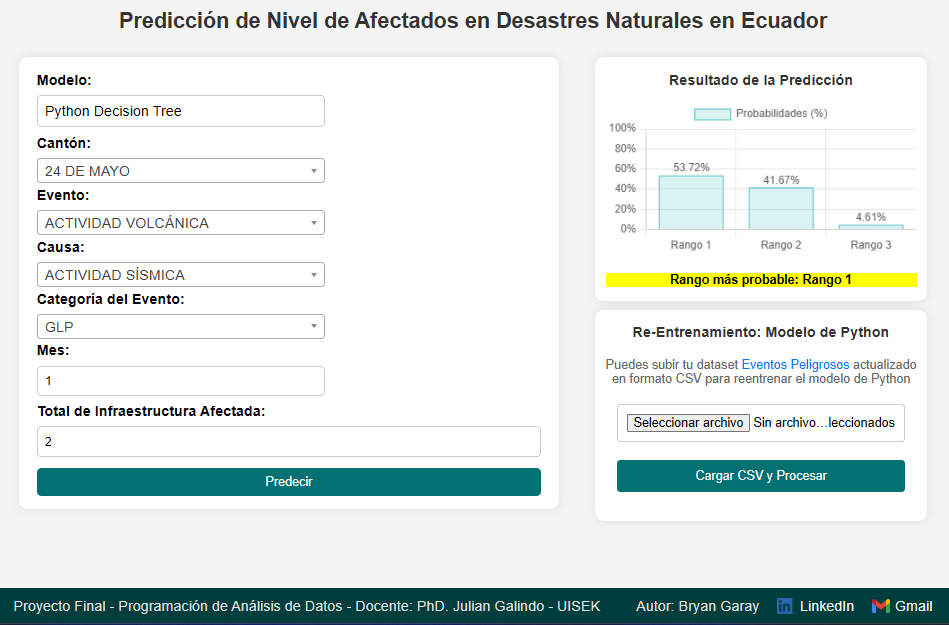 Predicción de Nivel de Afectados en Desastres Naturales en Ecuador
Modelo:
Python Decision Tree
Cantón:
24 DE MAYO
Evento:
ACTIVIDAD VOLCÁNICA
Causa:
ACTIVIDAD SÍSMICA
Categoría del Evento:
GLP
Mes:
1
Total de Infraestructura Afectada:
2
Predecir
Resultado de la Predicción
Probabilidades (%)
100%
80%
60%
40%
20%
0%
53.72%
41.67%
4.61%
Rango 1
Rango 2
Rango 3
Rango más probable: Rango 1
Re-Entrenamiento: Modelo de Python
Puedes subir tu dataset Eventos Peligrosos actualizado
en formato CSV para reentrenar el modelo de Python
Seleccionar archivo Sin archivo...leccionados
Cargar CSV y Procesar
Proyecto Final - Programación de Análisis de Datos - Docente: PhD. Julian Galindo - UISEK
Autor: Bryan Garay
in LinkedIn
Gmail